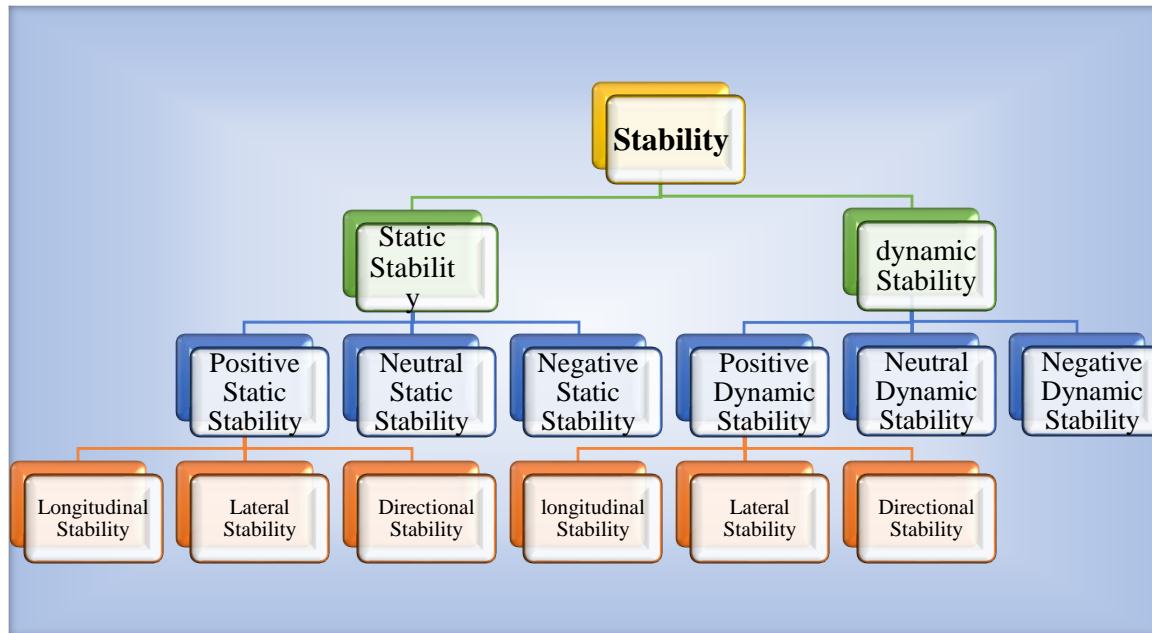 Stability
Static
Stabilit
y
dynamic
Stability
Positive
Static
Stability
Neutral
Static
Stability
Negative
Static
Stability
Positive
Dynamic
Stability
Neutral
Dynamic
Stability
Negative
Dynamic
Stability
Longitudinal
Stability
Lateral
Stability
Directional
Stability
longitudinal
Stability
Lateral
Stability
Directional
Stability